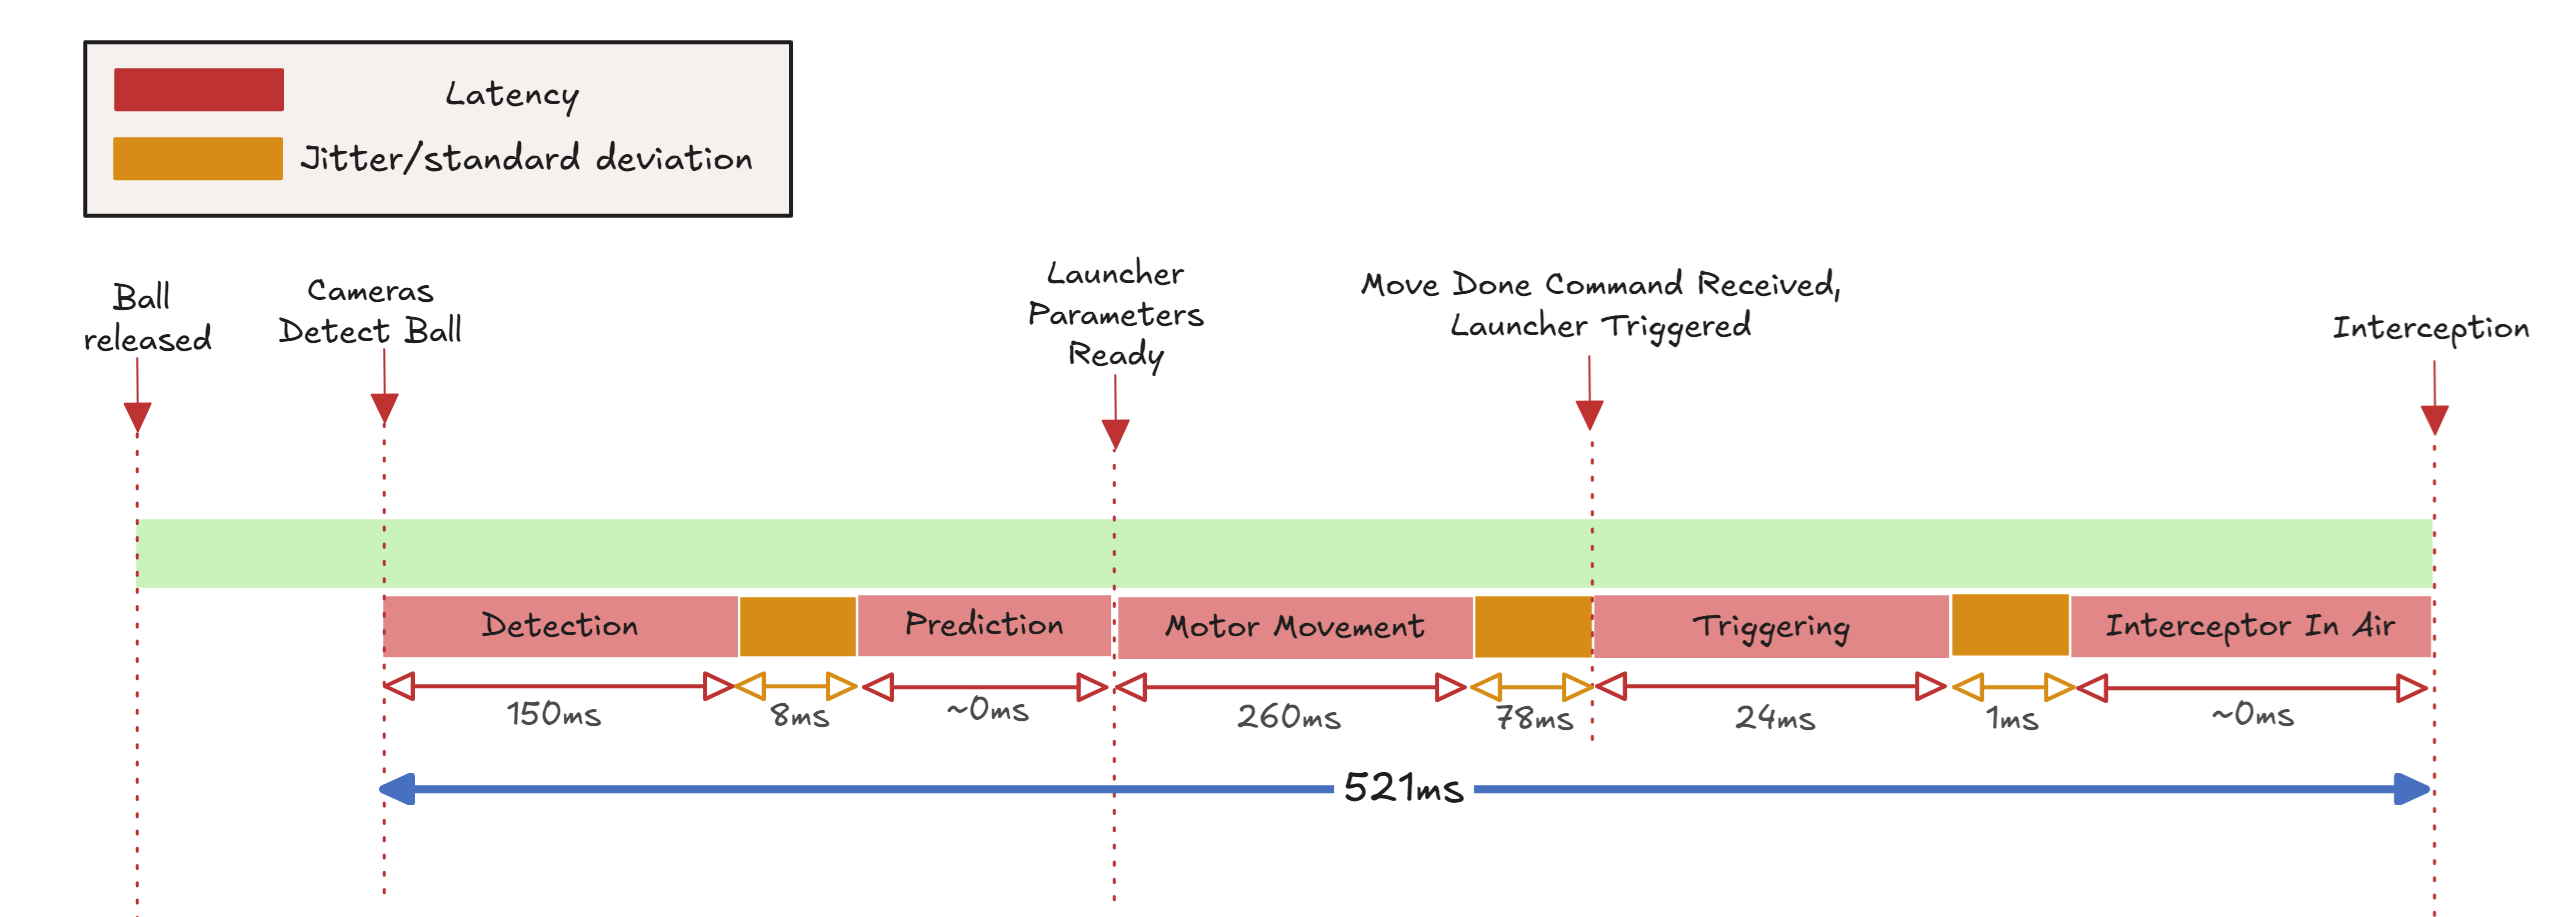 Latency
Jitter/standard deviation
Ball
released
Cameras
Detect Ball
Launcher
Parameters
Ready
Move Done Command Received,
Launcher Triggered
Interception
Detection
Prediction
Motor Movement
Triggering
Interceptor In Air
150ms
8ms
~0ms
260ms
78ms
24ms
1ms
~0ms
521ms